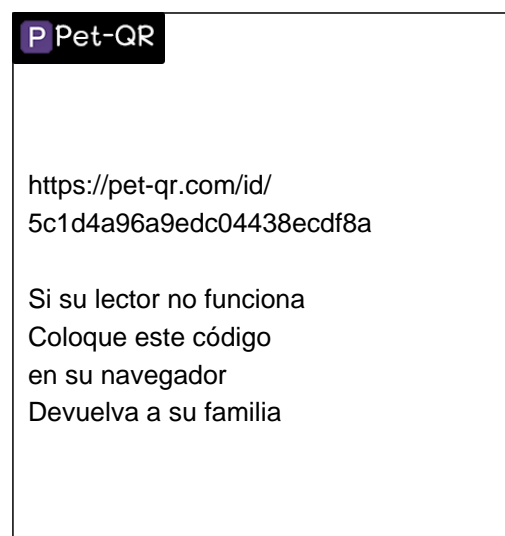 P Pet-QR
https://pet-qr.com/id/
5c1d4a96a9edc04438ecdf8a
Si su lector no funciona
Coloque este código
en su navegador
Devuelva a su familia